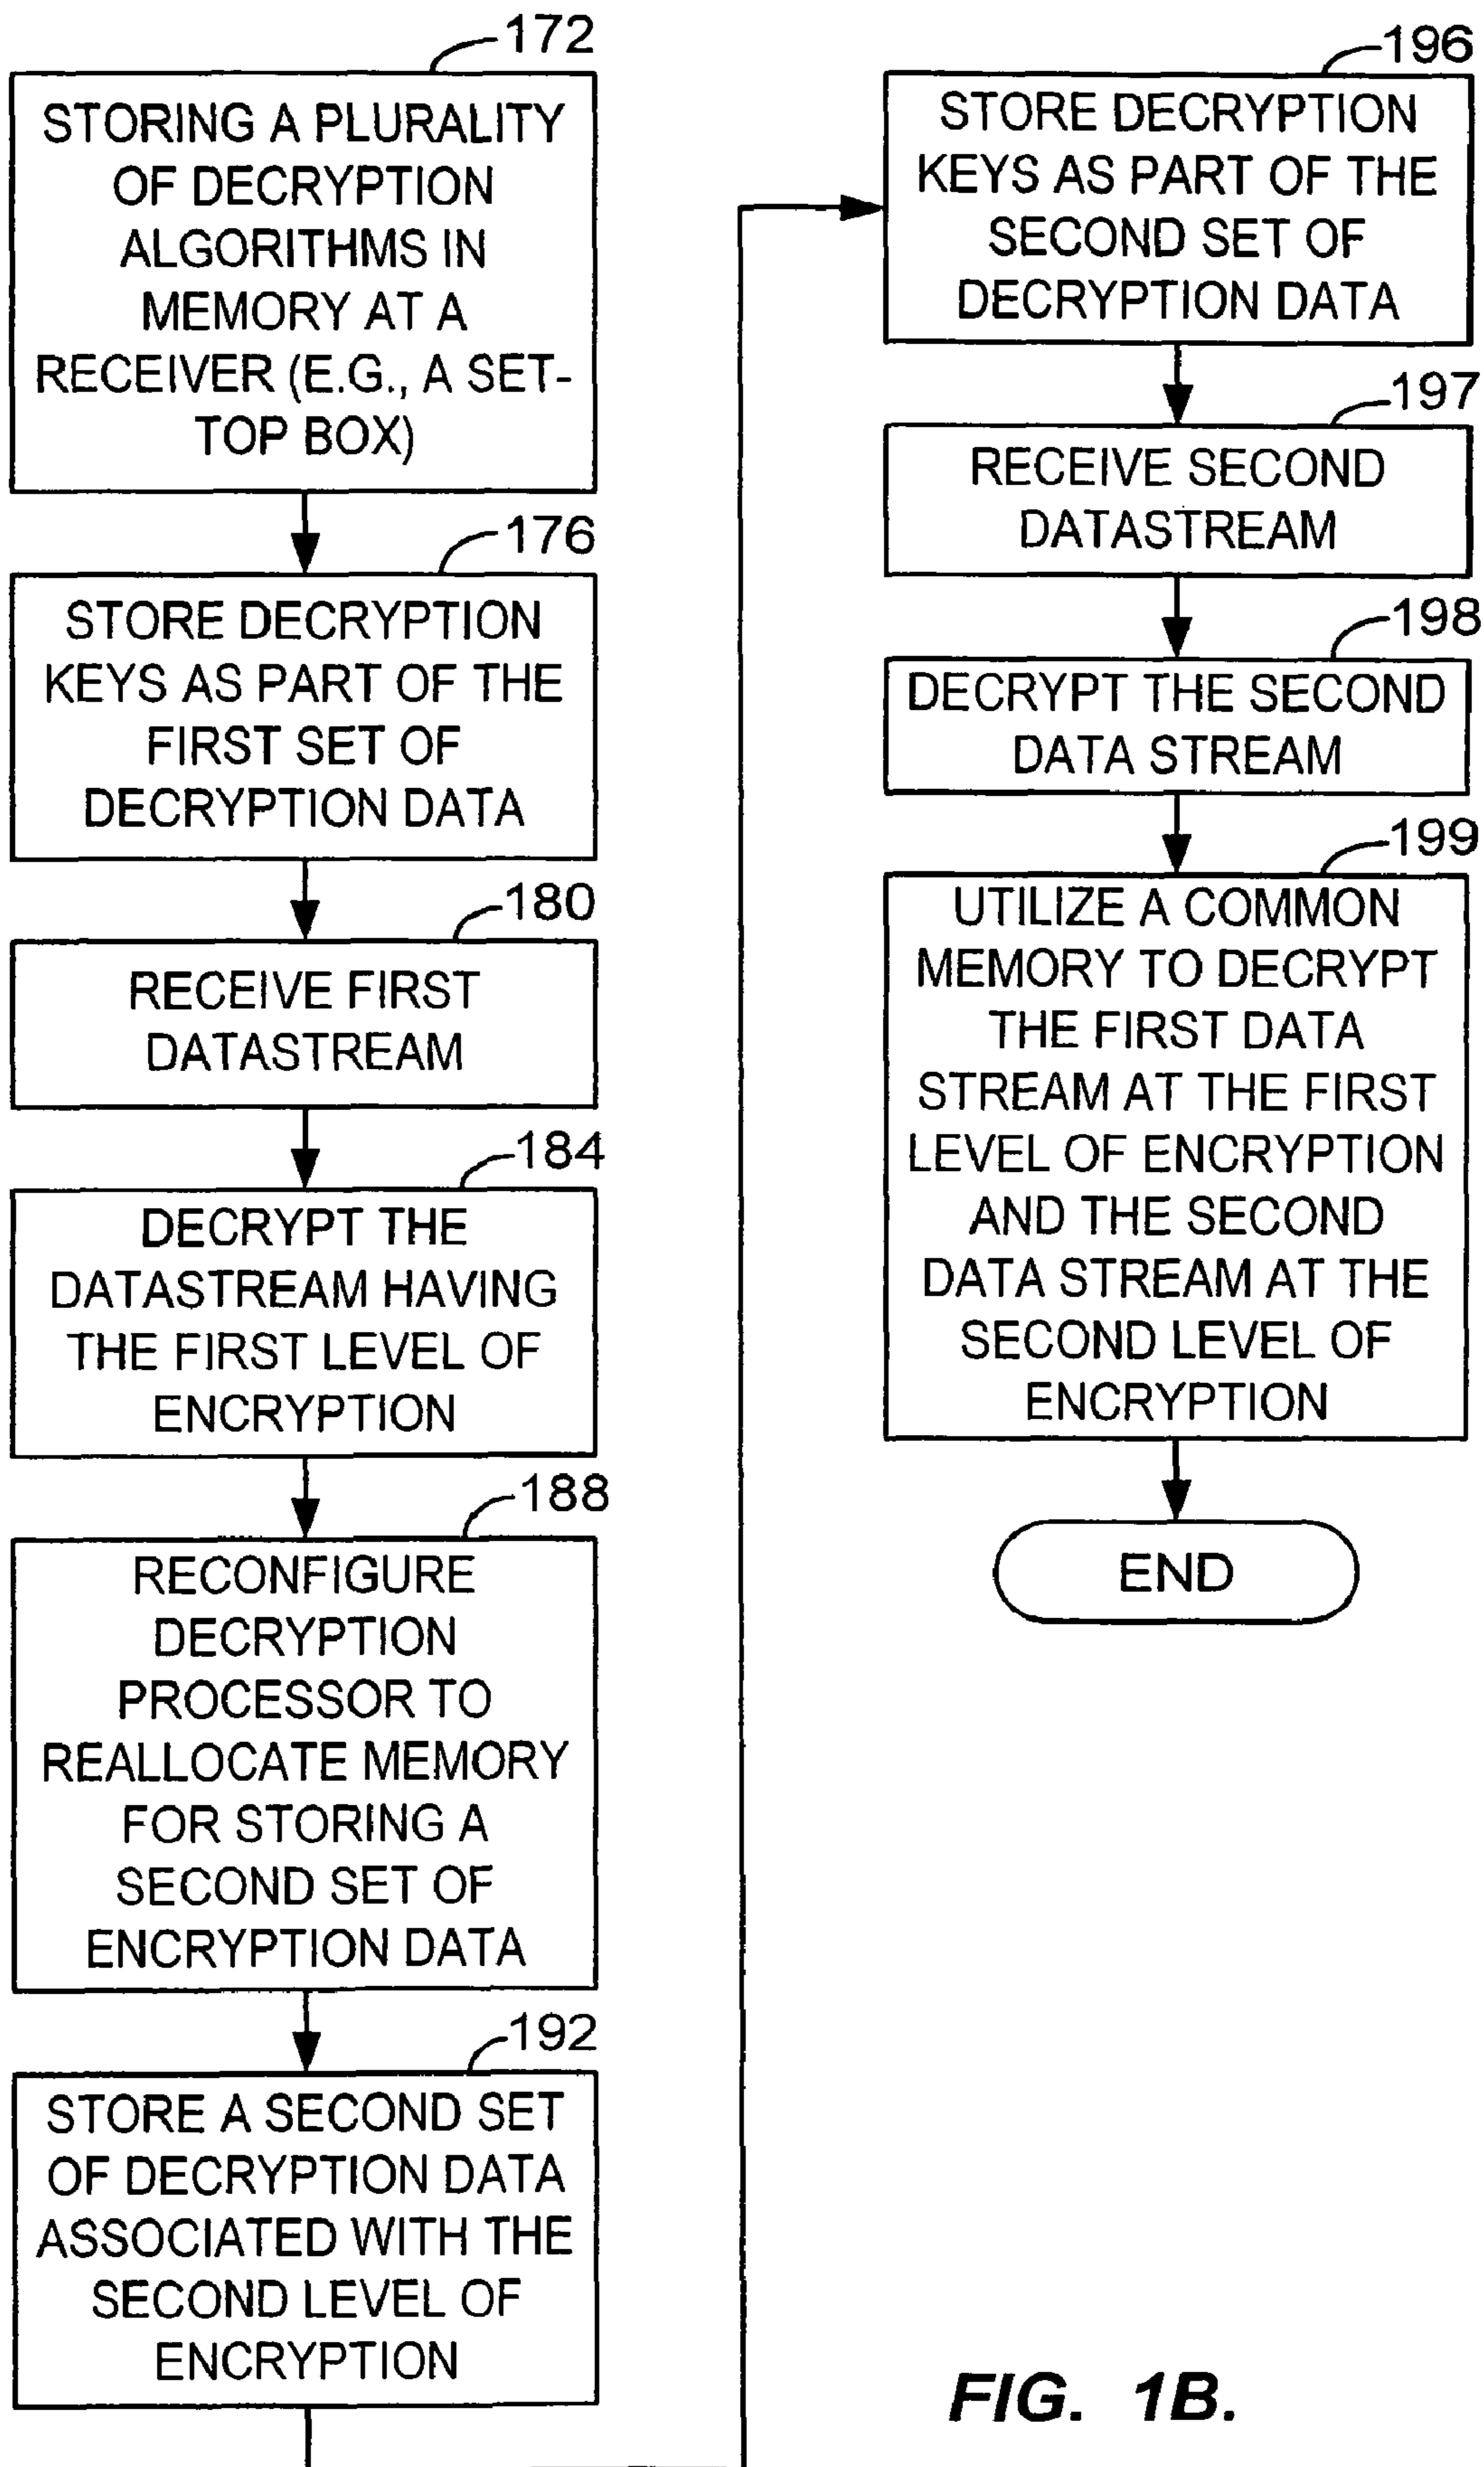 172
STORING A PLURALITY
OF DECRYPTION
ALGORITHMS IN
MEMORY AT A
RECEIVER (E.G., A SET-
TOP BOX)
176
STORE DECRYPTION
KEYS AS PART OF THE
FIRST SET OF
DECRYPTION DATA
180
RECEIVE FIRST
DATASTREAM
184
DECRYPT THE
DATASTREAM HAVING
THE FIRST LEVEL OF
ENCRYPTION
188
RECONFIGURE
DECRYPTION
PROCESSOR TO
REALLOCATE MEMORY
FOR STORING A
SECOND SET OF
ENCRYPTION DATA
192
STORE A SECOND SET
OF DECRYPTION DATA
ASSOCIATED WITH THE
SECOND LEVEL OF
ENCRYPTION
196
STORE DECRYPTION
KEYS AS PART OF THE
SECOND SET OF
DECRYPTION DATA
197
RECEIVE SECOND
DATASTREAM
198
DECRYPT THE SECOND
DATA STREAM
199
UTILIZE A COMMON
MEMORY TO DECRYPT
THE FIRST DATA
STREAM AT THE FIRST
LEVEL OF ENCRYPTION
AND THE SECOND
DATA STREAM AT THE
SECOND LEVEL OF
ENCRYPTION
END
FIG. 1B.